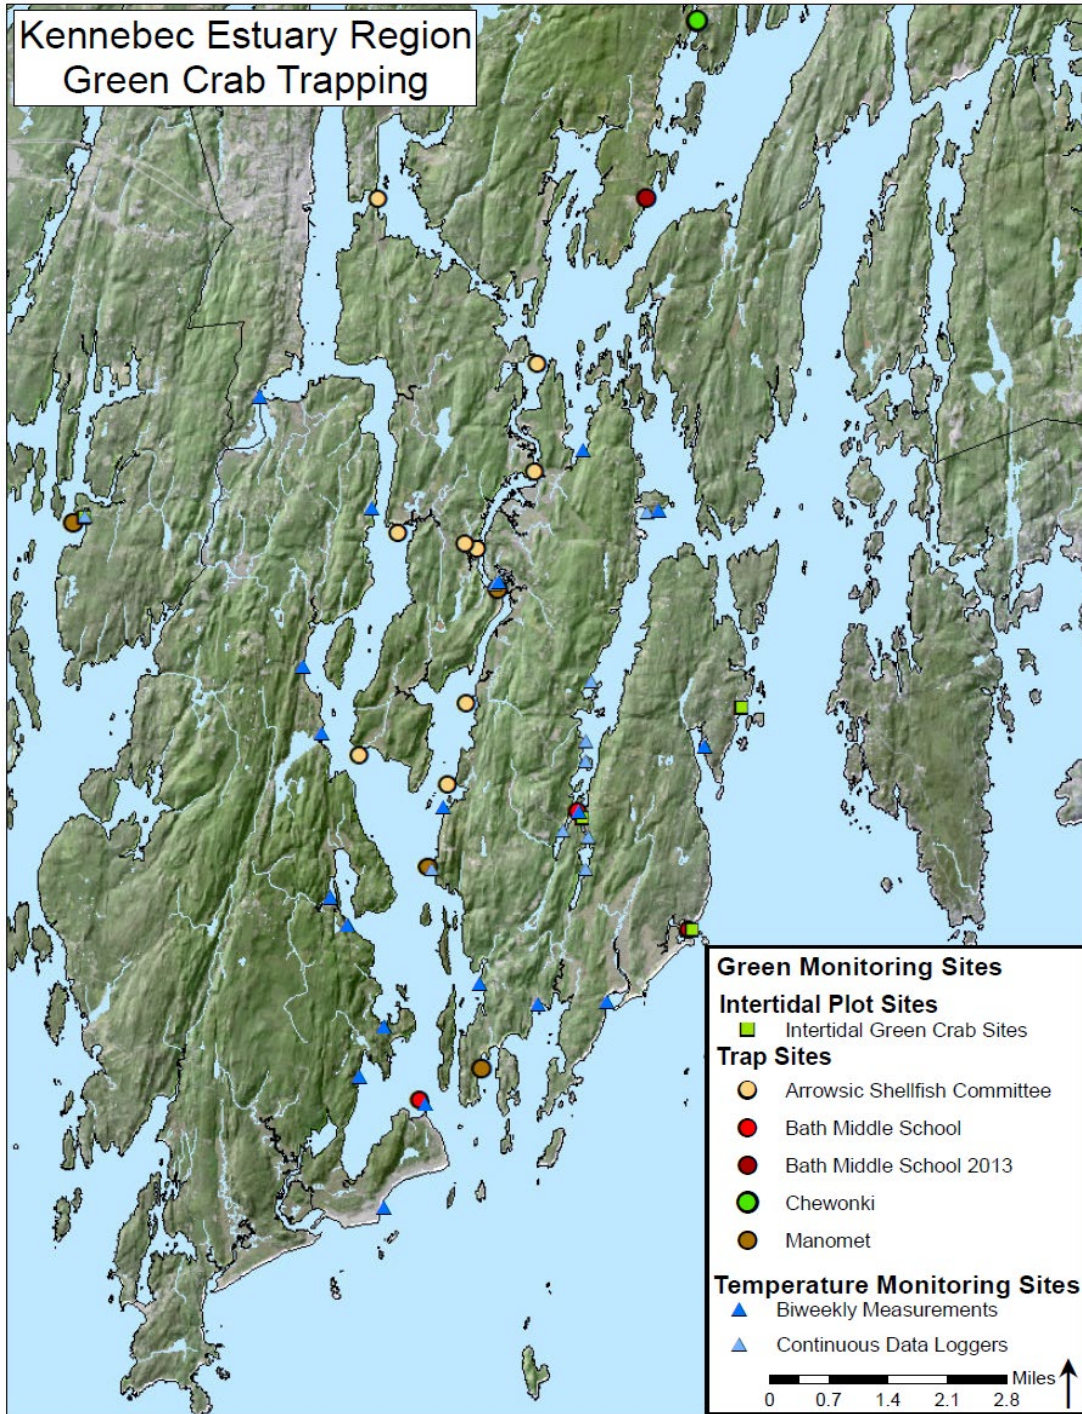 Kennebec Estuary Region
Green Crab Trapping
Green Monitoring Sites
Intertidal Plot Sites
Intertidal Green Crab Sites
Trap Sites
Arrowsic Shellfish Committee
Bath Middle School
Bath Middle School 2013
Chewonki
Manomet
Temperature Monitoring Sites
Biweekly Measurements
Continuous Data Loggers
Miles
0 0.7 1.4 2.1 2.8